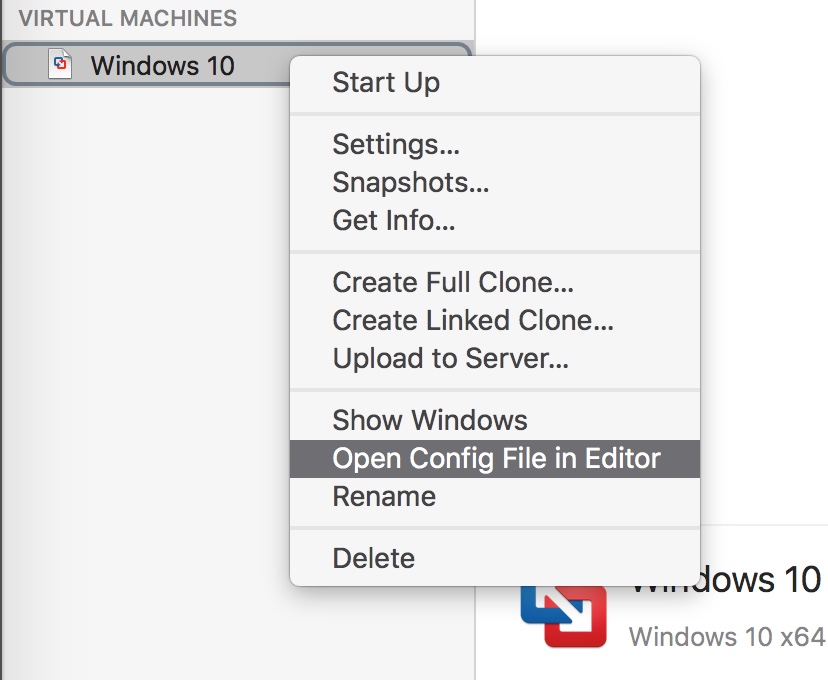 VIRTUAL MACHINES
Windows 10
Start Up
Settings...
Snapshots...
Get Info...
Create Full Clone...
Create Linked Clone...
Upload to Server...
Show Windows
Open Config File in Editor
Rename
Delete
Windows 10
Windows 10 x64